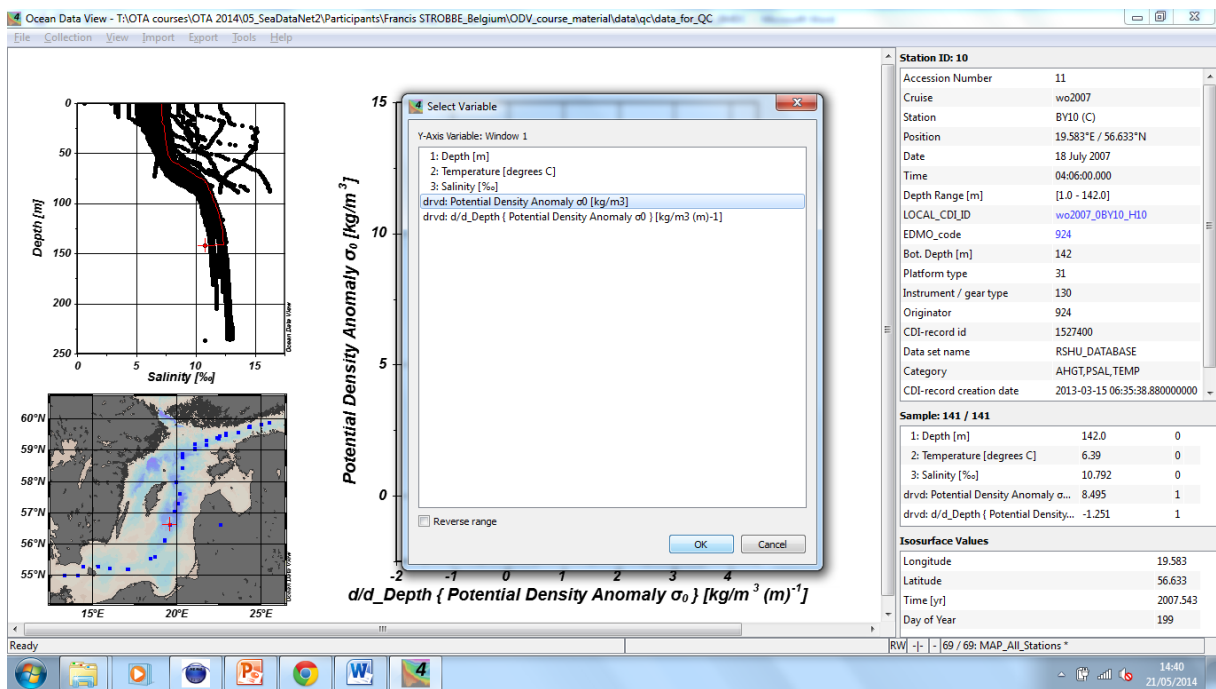 Ocean Data View - T:\OTA courses\OTA 2014\05_SeaDataNet2\Participants\Francis STROBBE_Belgium\ODV_course_material\data\qc\data_for_QC
File Collection View Import Export Tools Help
0
50
100
150
200
250
Depth [m]
0 5 10 15
Salinity [‰]
Ocean Data View
60°N
59°N
58°N
57°N
56°N
55°N
15°E 20°E 25°E
Ocean Data View
15
10
5
0
Potential Density Anomaly σ0 [kg/m 3]
-2 -1 0 1 2 3 4
d/d_Depth { Potential Density Anomaly σ0 } [kg/m 3 (m)-1]
Select Variable
Y-Axis Variable: Window 1
1: Depth [m]
2: Temperature [degrees C]
3: Salinity [‰]
drvd: Potential Density Anomaly σ0 [kg/m3]
drvd: d/d_Depth { Potential Density Anomaly σ0 } [kg/m3 (m)-1]
Reverse range
OK Cancel
Station ID: 10
Accession Number 11
Cruise wo2007
Station BY10 (C)
Position 19.583°E / 56.633°N
Date 18 July 2007
Time 04:06:00.000
Depth Range [m] [1.0 - 142.0]
LOCAL_CDI_ID wo2007_0BY10_H10
EDMO_code 924
Bot. Depth [m] 142
Platform type 31
Instrument / gear type 130
Originator 924
CDI-record id 1527400
Data set name RSHU_DATABASE
Category AHGT,PSAL,TEMP
CDI-record creation date 2013-03-15 06:35:38.880000000
Sample: 141 / 141
1: Depth [m] 142.0 0
2: Temperature [degrees C] 6.39 0
3: Salinity [‰] 10.792 0
drvd: Potential Density Anomaly σ... 8.495 1
drvd: d/d_Depth { Potential Density... -1.251 1
Isosurface Values
Longitude 19.583
Latitude 56.633
Time [yr] 2007.543
Day of Year 199
Ready
RW -|- - 69 / 69: MAP_All_Stations *
14:40
21/05/2014